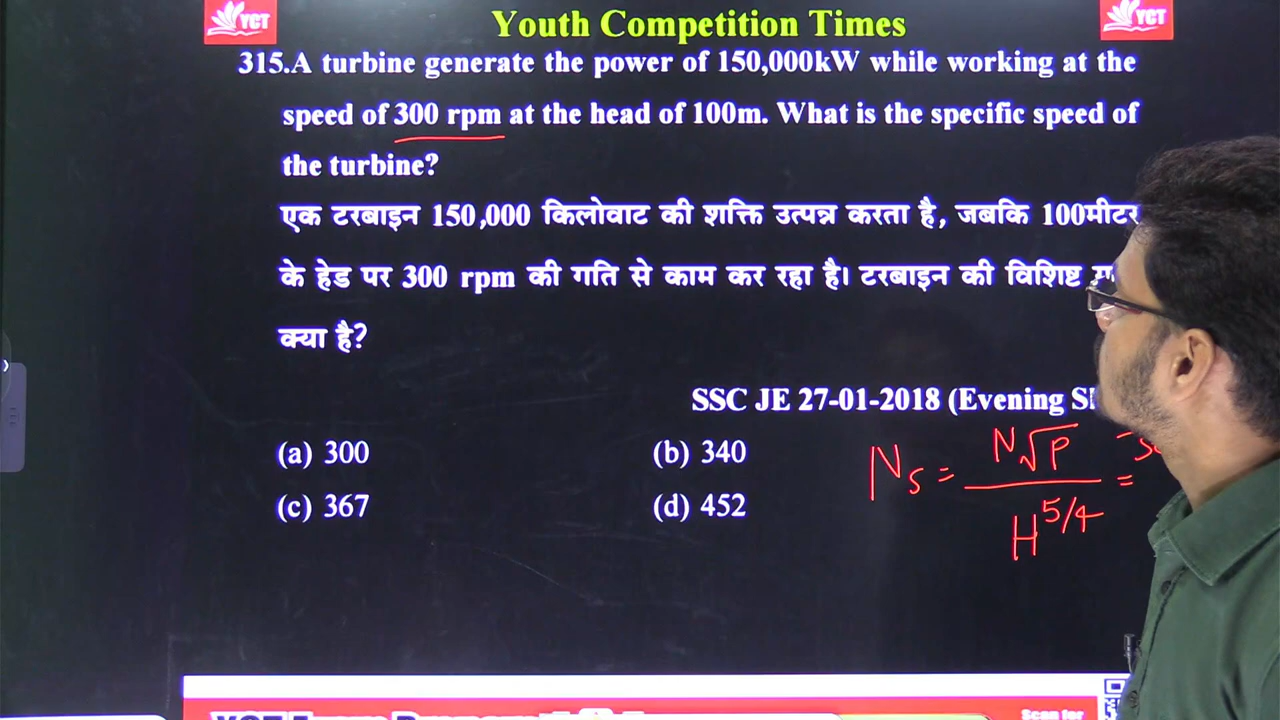 YCT
Youth Competition Times
YCT
315.A turbine generate the power of 150,000kW while working at the
speed of 300 rpm at the head of 100m. What is the specific speed of
the turbine?
एक टरबाइन 150,000 किलोवाट की शक्ति उत्पन्न करता है, जबकि 100मीटर
के हेड पर 300 rpm की गति से काम कर रहा है। टरबाइन की विशिष्ट
क्या है?
SSC JE 27-01-2018 (Evening
(a) 300
(b) 340
(c) 367
(d) 452
Ns = N√P / H^5/4 =
Scan for